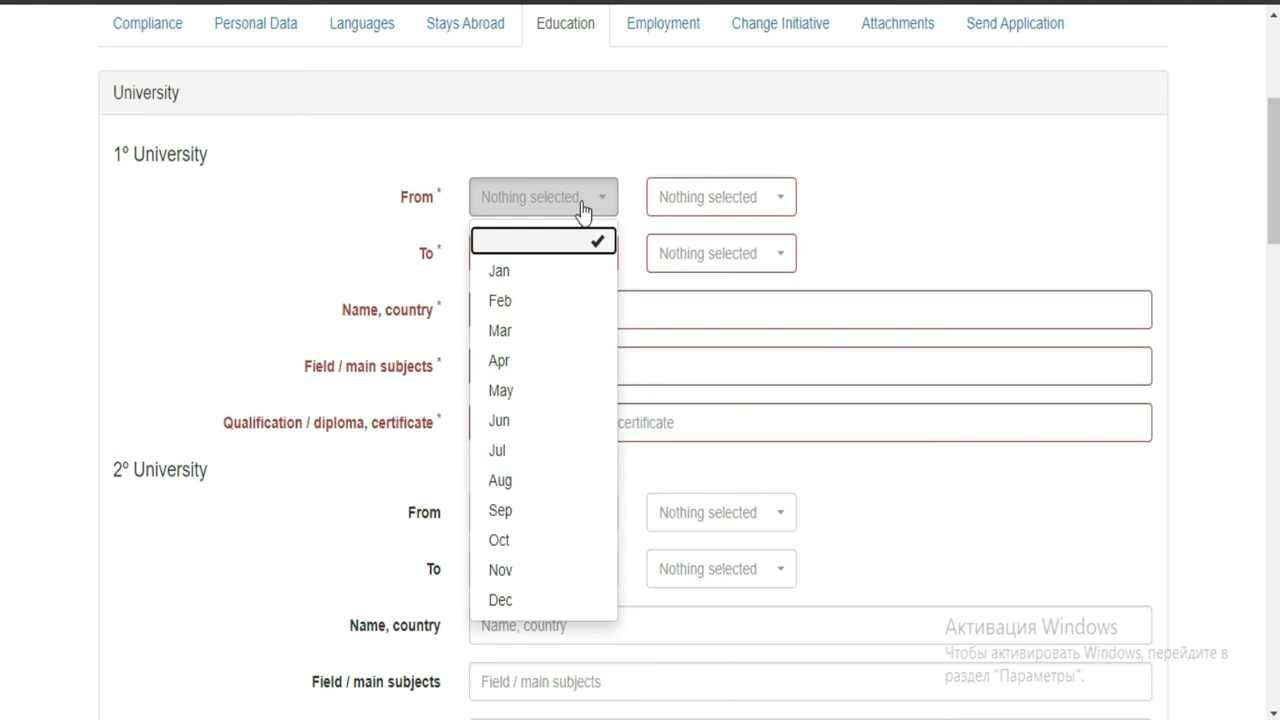 Compliance Personal Data Languages Stays Abroad Education Employment Change Initiative Attachments Send Application
University
1º University
From * Nothing selected Nothing selected
To * Nothing selected
Jan
Feb
Name, country *
Mar
Apr
Field / main subjects *
May
Qualification / diploma, certificate * certificate
Jun
Jul
2º University
Aug
Sep
From Nothing selected
Oct
To Nothing selected
Nov
Dec
Name, country Name, country
Активация Windows
Чтобы активировать Windows, перейдите в
раздел "Параметры".
Field / main subjects Field / main subjects